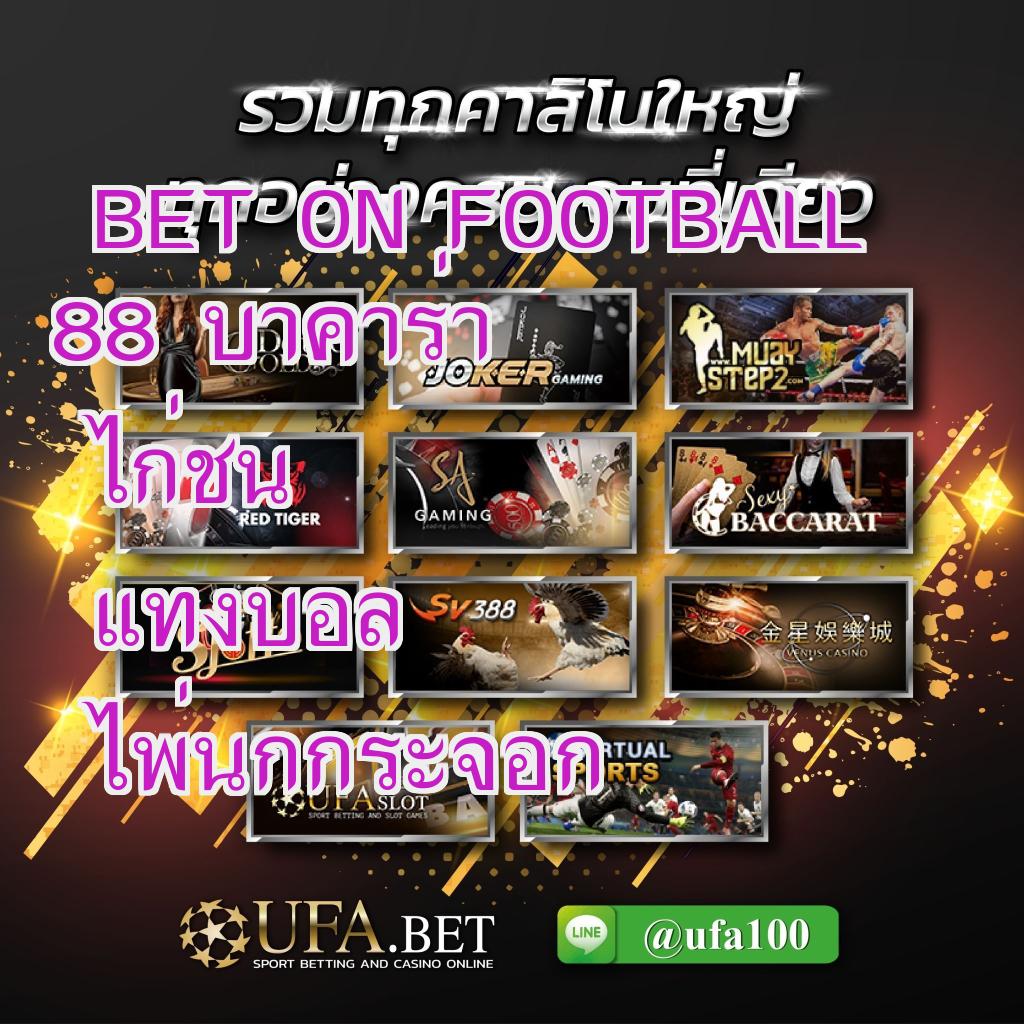 รวมทุกคาสิโนใหญ่
BET ON FOOTBALL
88 บาคาร่า
JOKER GAMING
WWW.MUAY
STEP2.COM
ไก่ชน
RED TIGER
SA
GAMING
Sexy
BACCARAT
แทงบอล
SV388
金星娛樂城
VENUS CASINO
ไพ่นกกระจอก
UFA SLOT
SPORT BETTING AND SLOT GAMES
UFA.BET
SPORT BETTING AND CASINO ONLINE
LINE
@ufa100